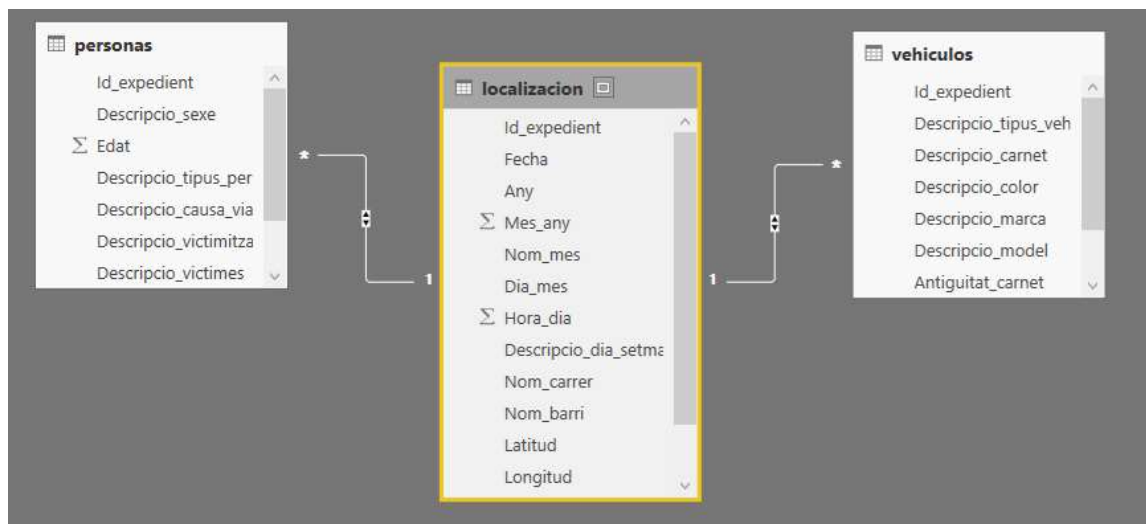 personas
Id_expedient
Descripcio_sexe
Σ Edat
Descripcio_tipus_per
Descripcio_causa_via
Descripcio_victimitza
Descripcio_victimes
*
1
localizacion
Id_expedient
Fecha
Any
Σ Mes_any
Nom_mes
Dia_mes
Σ Hora_dia
Descripcio_dia_setma
Nom_carrer
Nom_barri
Latitud
Longitud
1
*
vehiculos
Id_expedient
Descripcio_tipus_veh
Descripcio_carnet
Descripcio_color
Descripcio_marca
Descripcio_model
Antiguitat_carnet